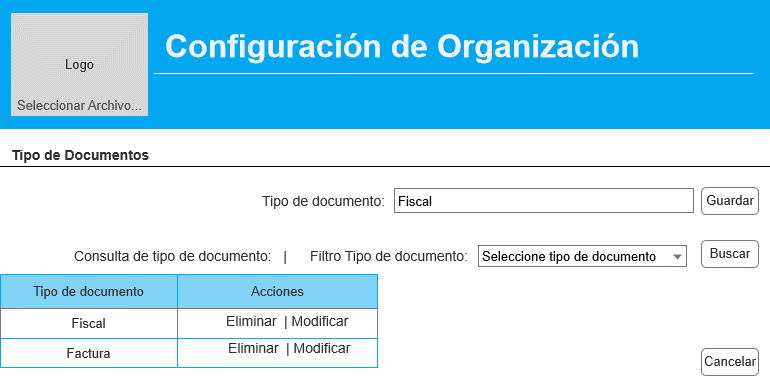 Logo
Seleccionar Archivo...
Configuración de Organización
Tipo de Documentos
Tipo de documento: Fiscal Guardar
Consulta de tipo de documento: | Filtro Tipo de documento: Seleccione tipo de documento Buscar
Tipo de documento Acciones
Fiscal Eliminar | Modificar
Factura Eliminar | Modificar
Cancelar